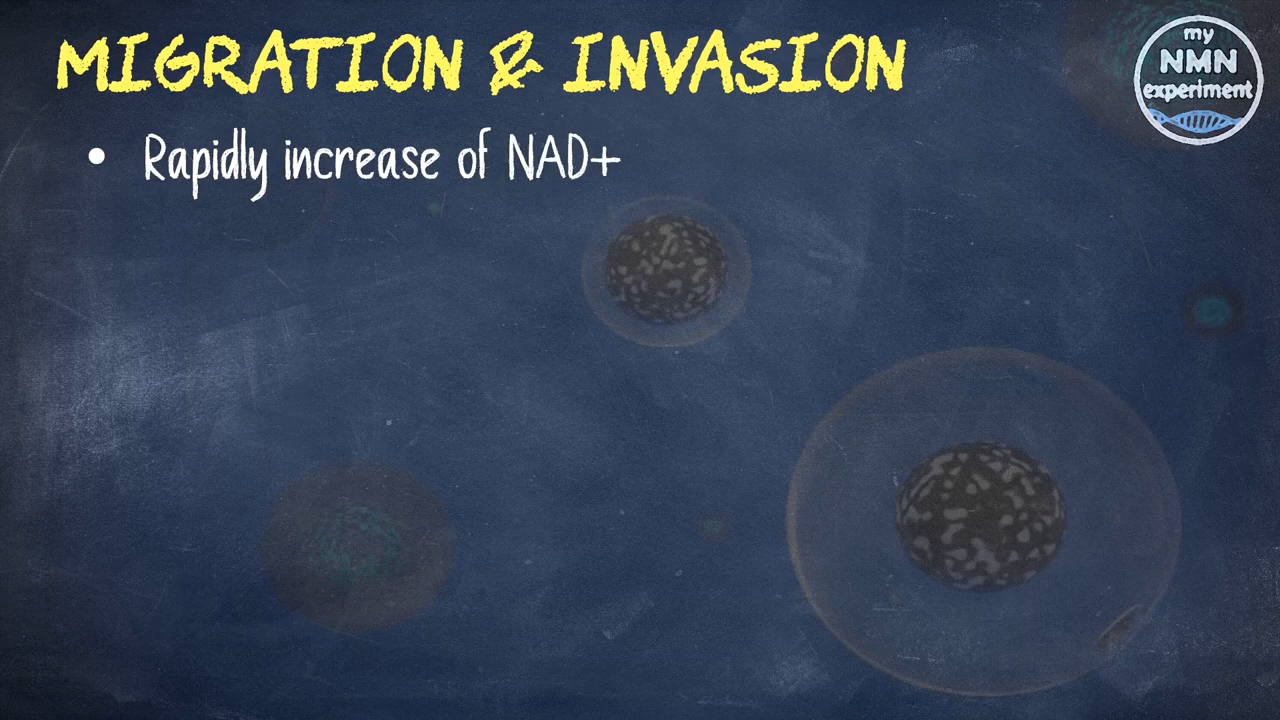 MIGRATION & INVASION
my
NMN
experiment
• Rapidly increase of NAD+